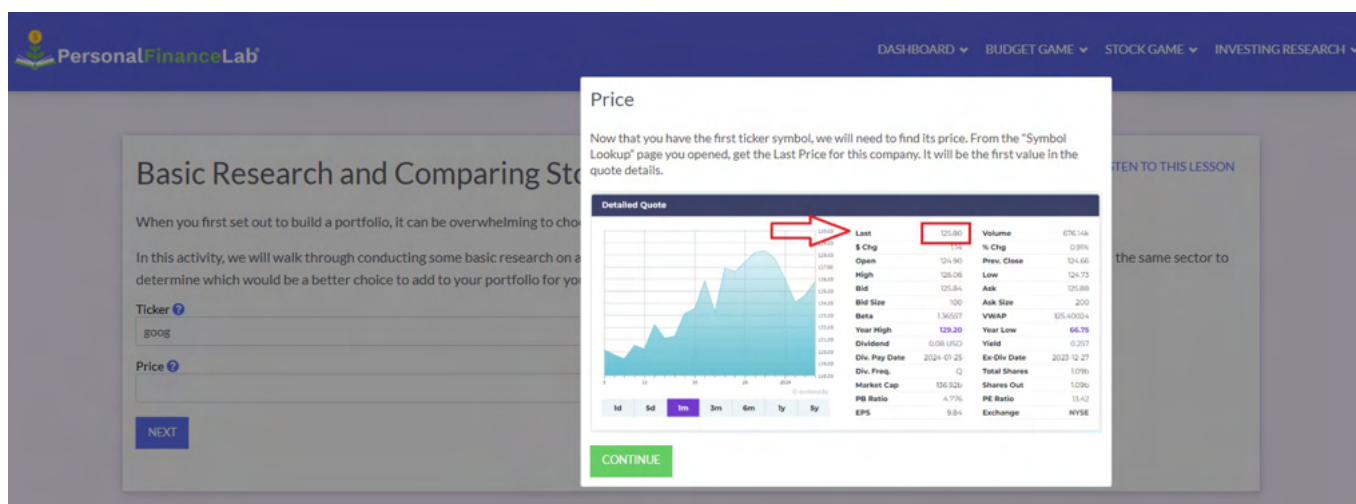 PersonalFinanceLab
DASHBOARD
BUDGET GAME
STOCK GAME
INVESTING RESEARCH
Price
Now that you have the first ticker symbol, we will need to find its price. From the “Symbol
Lookup” page you opened, get the Last Price for this company. It will be the first value in the
quote details.
Detailed Quote
Last 125.80 Volume 676.14k
$ Chg 1.14 % Chg 0.91%
Open 124.90 Prev. Close 124.66
High 126.06 Low 124.73
Bid 125.84 Ask 125.88
Bid Size 100 Ask Size 200
Beta 1.36557 VWAP 125.40024
Year High 129.20 Year Low 66.75
Dividend 0.08 USD Yield 0.257
Div. Pay Date 2024-01-25 Ex-Div Date 2023-12-27
Div. Freq. Q Total Shares 1.09b
Market Cap 136.92b Shares Out 1.09b
PB Ratio 4.776 PE Ratio 13.42
EPS 9.84 Exchange NYSE
1d 5d 1m 3m 6m 1y 5y
CONTINUE
Basic Research and Comparing
TEN TO THIS LESSON
When you first set out to build a portfolio, it can be overwhelming to
In this activity, we will walk through conducting some basic research on a
the same sector to
determine which would be a better choice to add to your portfolio for
Ticker
goog
Price
NEXT